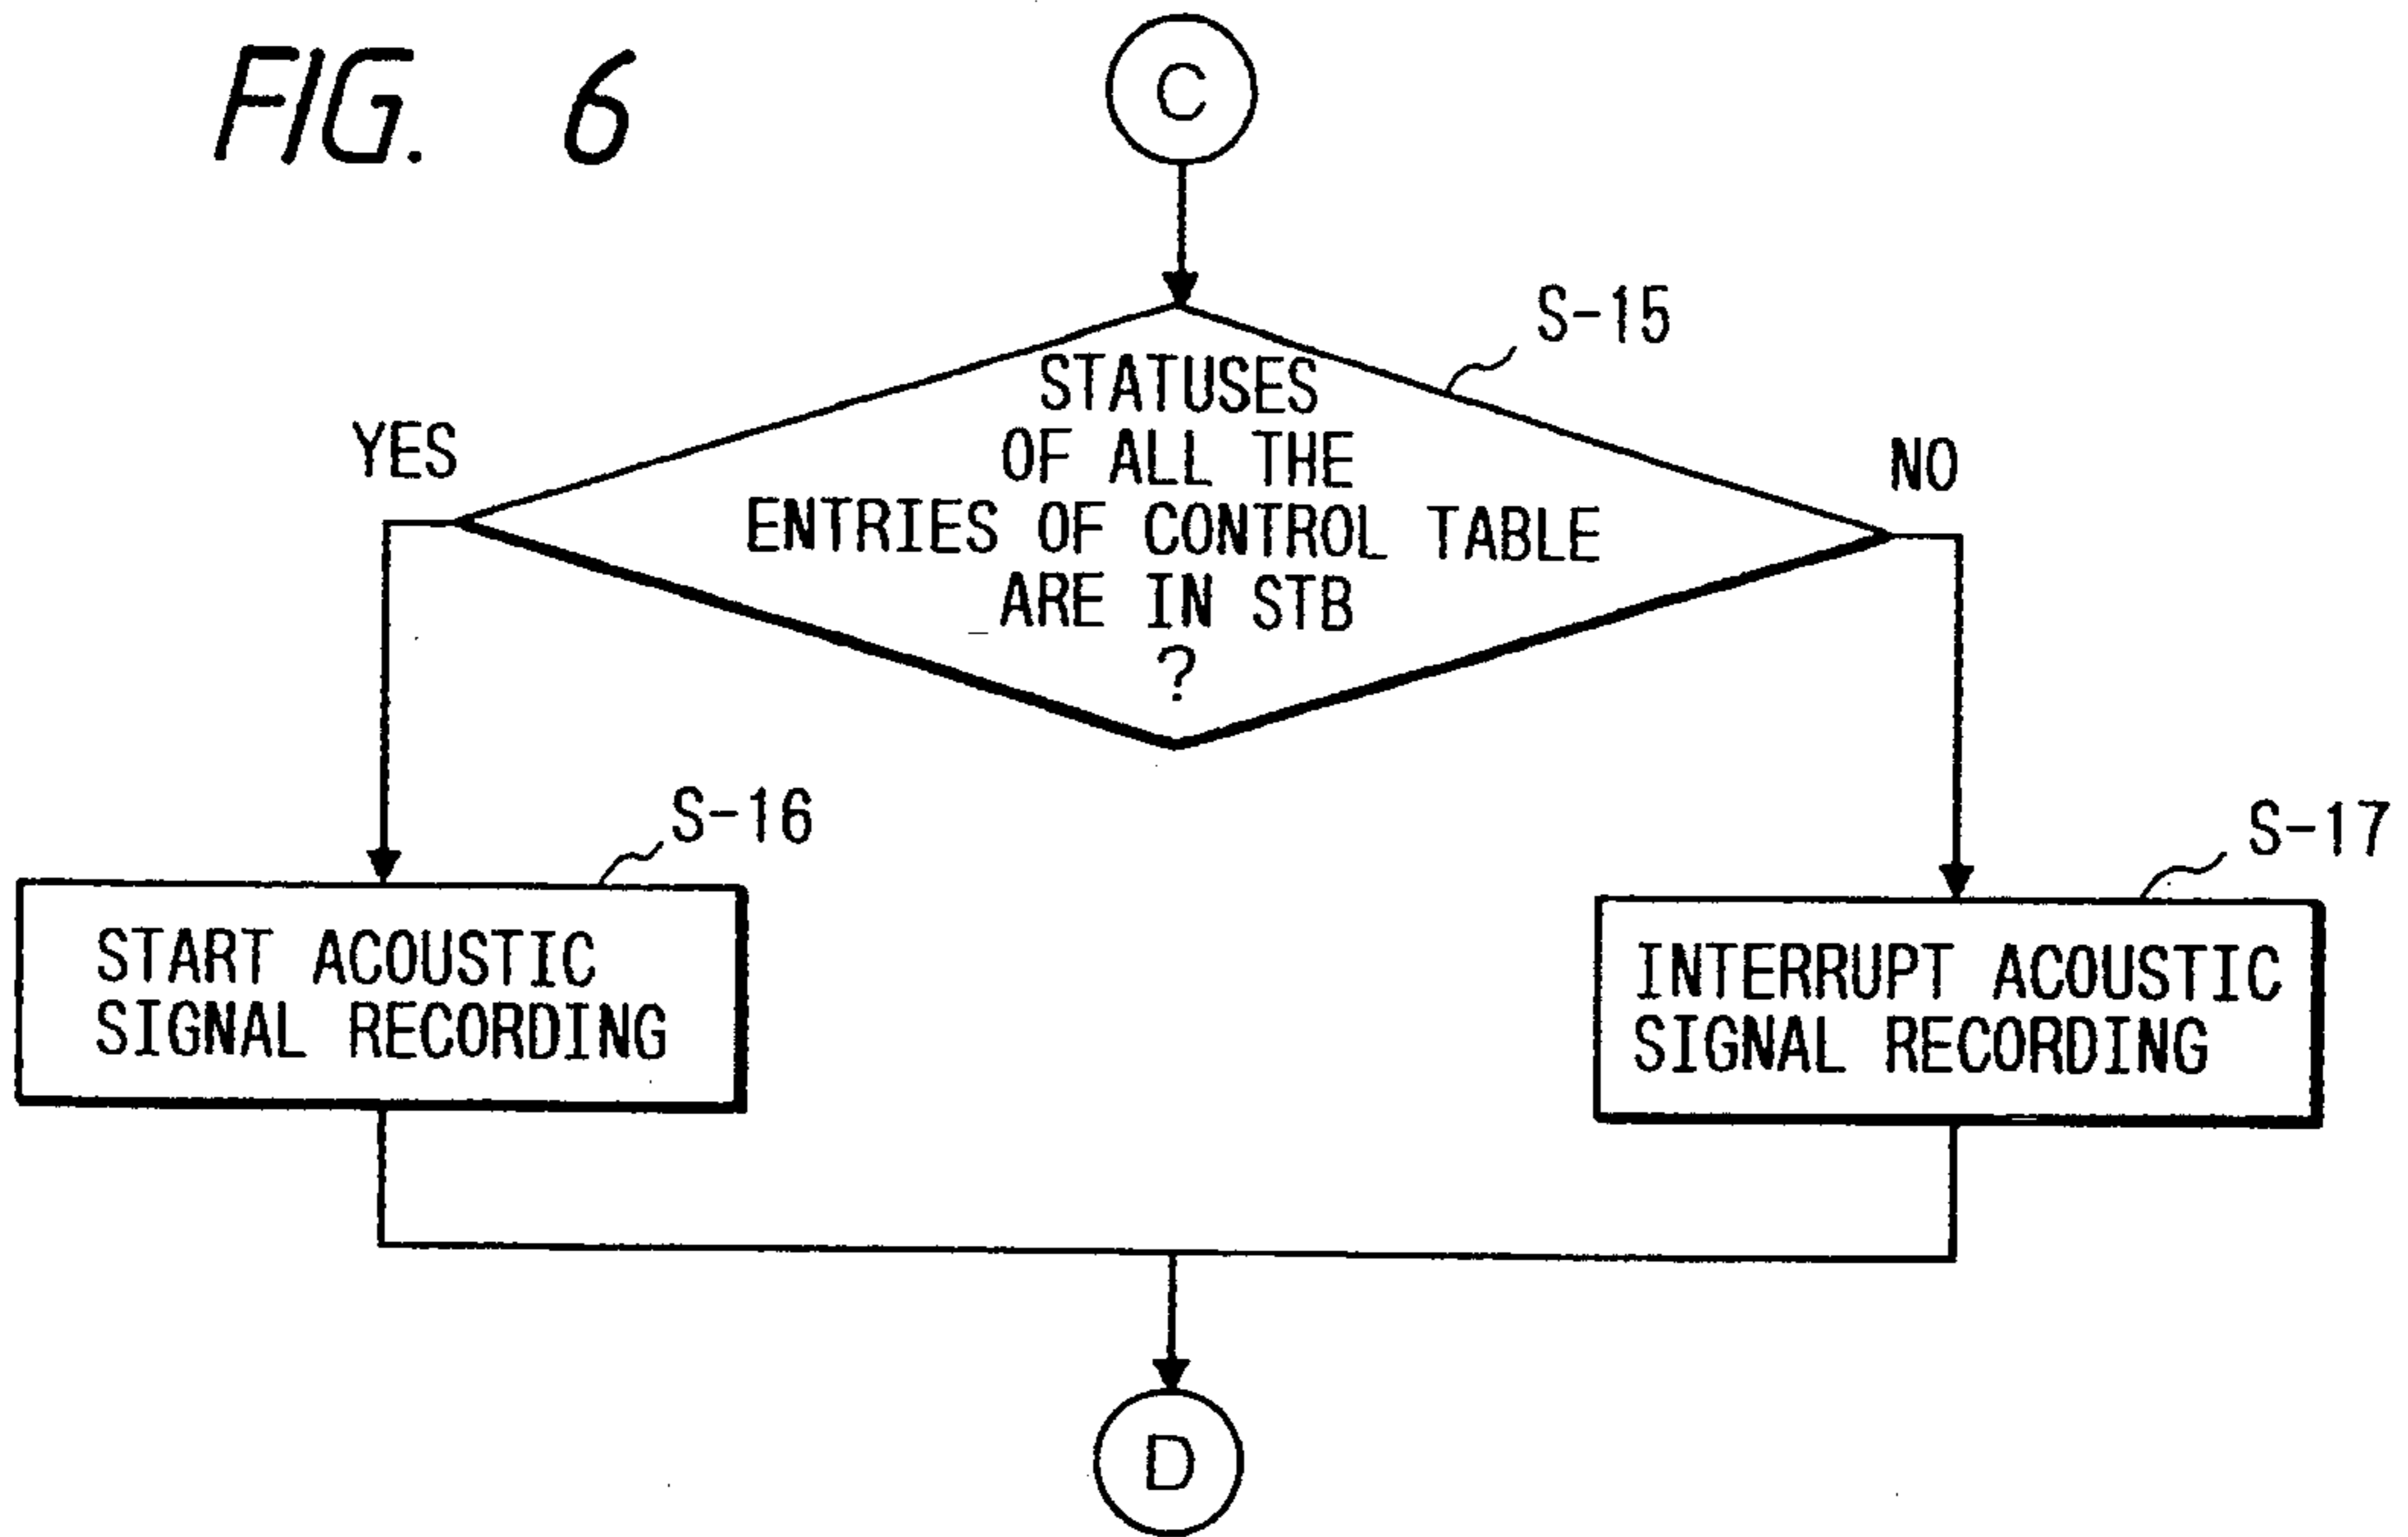 FIG. 6
C
S-15
STATUSES
OF ALL THE
ENTRIES OF CONTROL TABLE
ARE IN STB
?
YES
NO
S-16
START ACOUSTIC
SIGNAL RECORDING
S-17
INTERRUPT ACOUSTIC
SIGNAL RECORDING
D